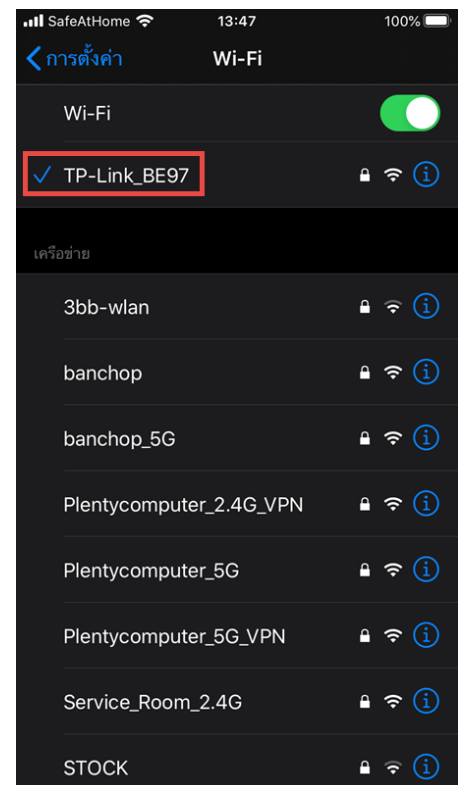 SafeAtHome 13:47 100%
การตั้งค่า Wi-Fi
Wi-Fi
TP-Link_BE97
เครือข่าย
3bb-wlan
banchop
banchop_5G
Plentycomputer_2.4G_VPN
Plentycomputer_5G
Plentycomputer_5G_VPN
Service_Room_2.4G
STOCK